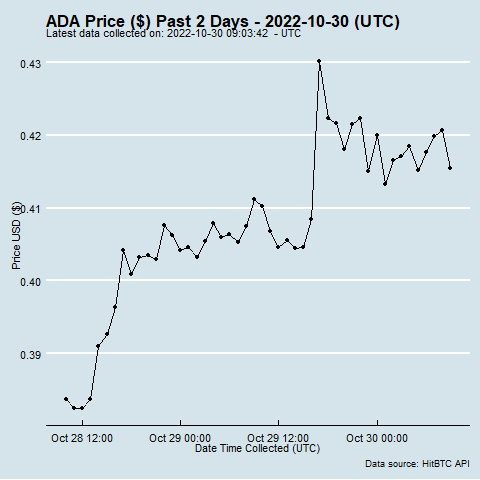 ADA Price ($) Past 2 Days - 2022-10-30 (UTC)
Latest data collected on: 2022-10-30 09:03:42 - UTC
0.43
0.42
0.41
0.40
0.39
Price USD ($)
Oct 28 12:00
Oct 29 00:00
Oct 29 12:00
Oct 30 00:00
Date Time Collected (UTC)
Data source: HitBTC API